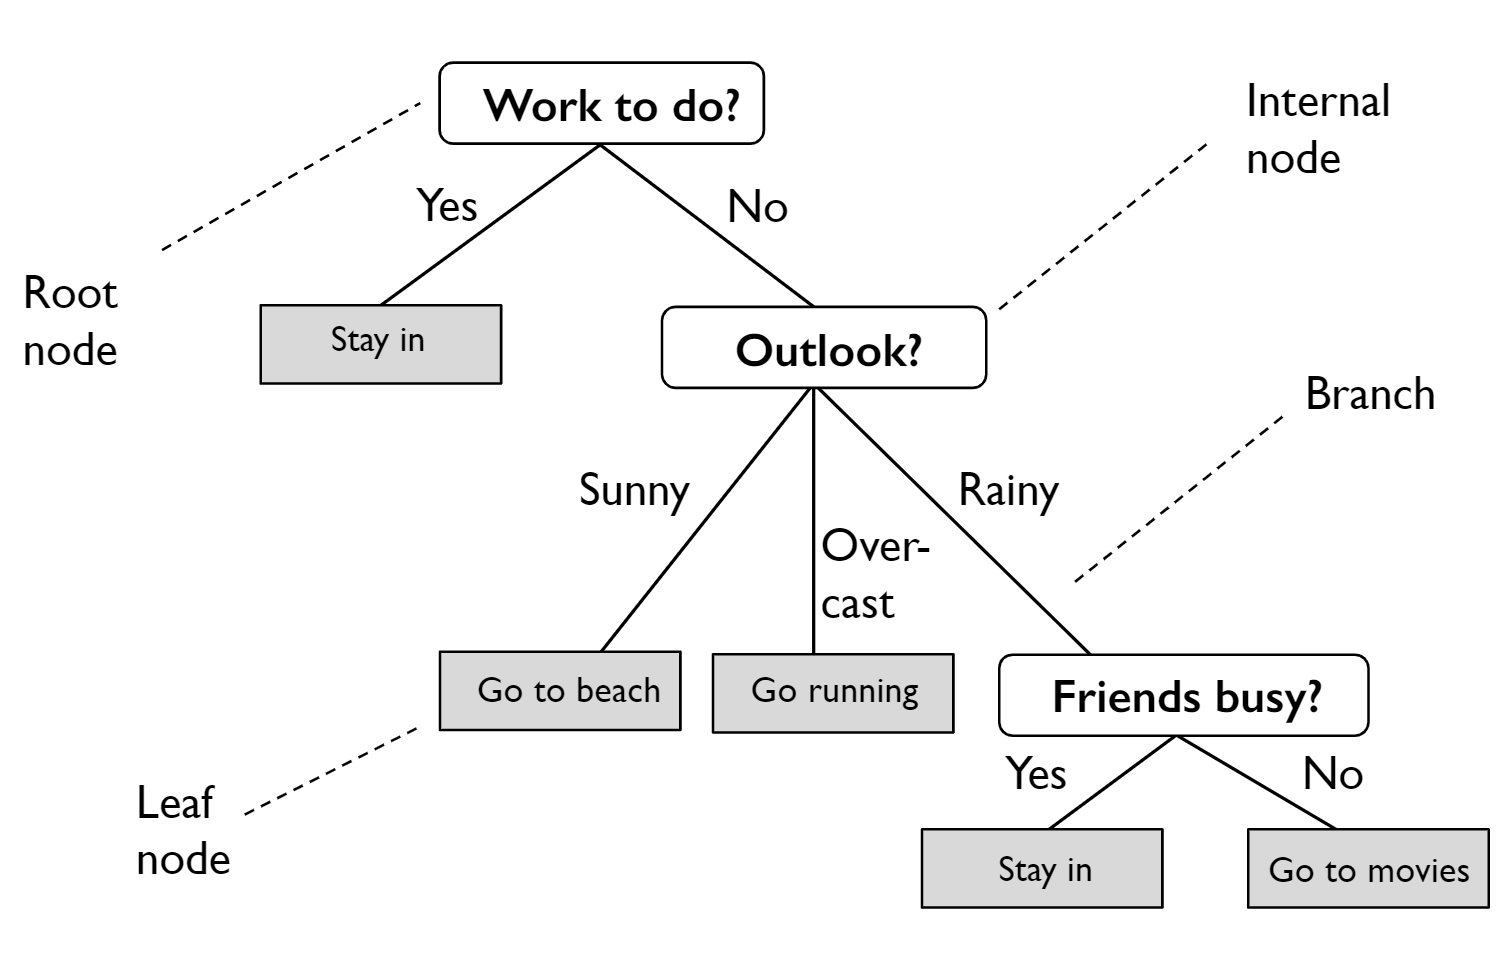 Work to do?
Internal
node
Yes
No
Root
node
Stay in
Outlook?
Branch
Sunny
Rainy
Over-
cast
Go to beach
Go running
Friends busy?
Yes
No
Leaf
node
Stay in
Go to movies